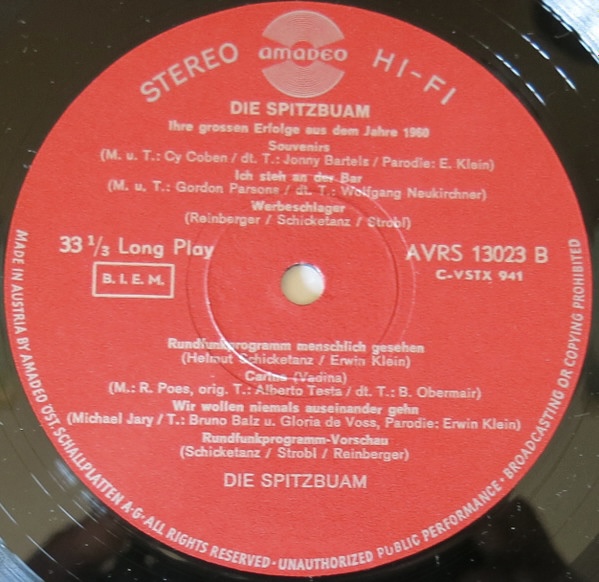 STEREO amadeo HI-FI
DIE SPITZBUAM
Ihre grossen Erfolge aus dem Jahre 1960
Souvenirs
(M. u. T.: Cy Coben / dt. T.: Jonny Bartels / Parodie: E. Klein)
Ich steh an der Bar
(M. u. T.: Gordon Parsons / dt. T.: Wolfgang Neukirchner)
Werbeschlager
(Reinberger / Schicketanz / Strobl)
33 1/3 Long Play
AVRS 13023 B
B. I. E. M.
C-VSTX 941
Rundfunkprogramm menschlich gesehen
(Helmut Schicketanz / Erwin Klein)
Carina (Vadina)
(M.: R. Poes, orig. T.: Alberto Testa / dt. T.: B. Obermair)
Wir wollen niemals auseinander gehn
(Michael Jary / T.: Bruno Balz u. Gloria de Voss, Parodie: Erwin Klein)
Rundfunkprogramm-Vorschau
(Schicketanz / Strobl / Reinberger)
DIE SPITZBUAM
MADE IN AUSTRIA BY AMADEO ÖST. SCHALLPLATTEN A·G · ALL RIGHTS RESERVED · UNAUTHORIZED PUBLIC PERFORMANCE · BROADCASTING OR COPYING PROHIBITED